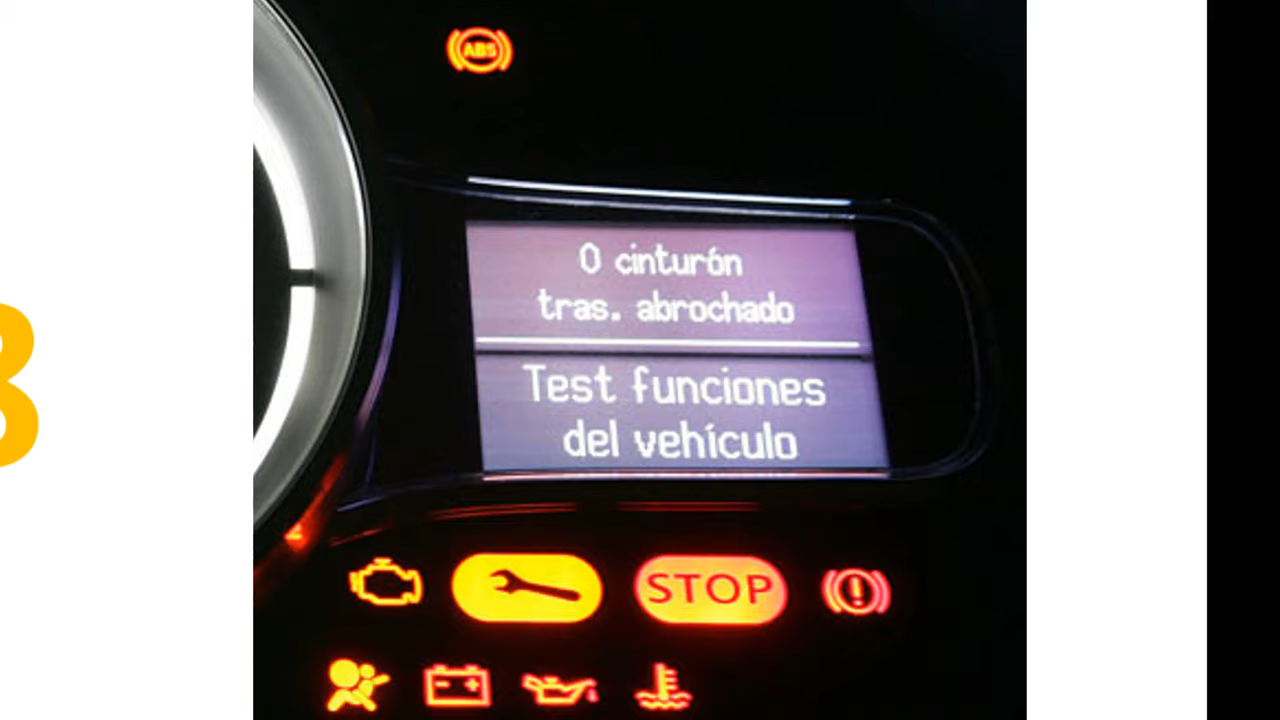 ABS
0 cinturón
tras. abrochado
Test funciones
del vehículo
STOP